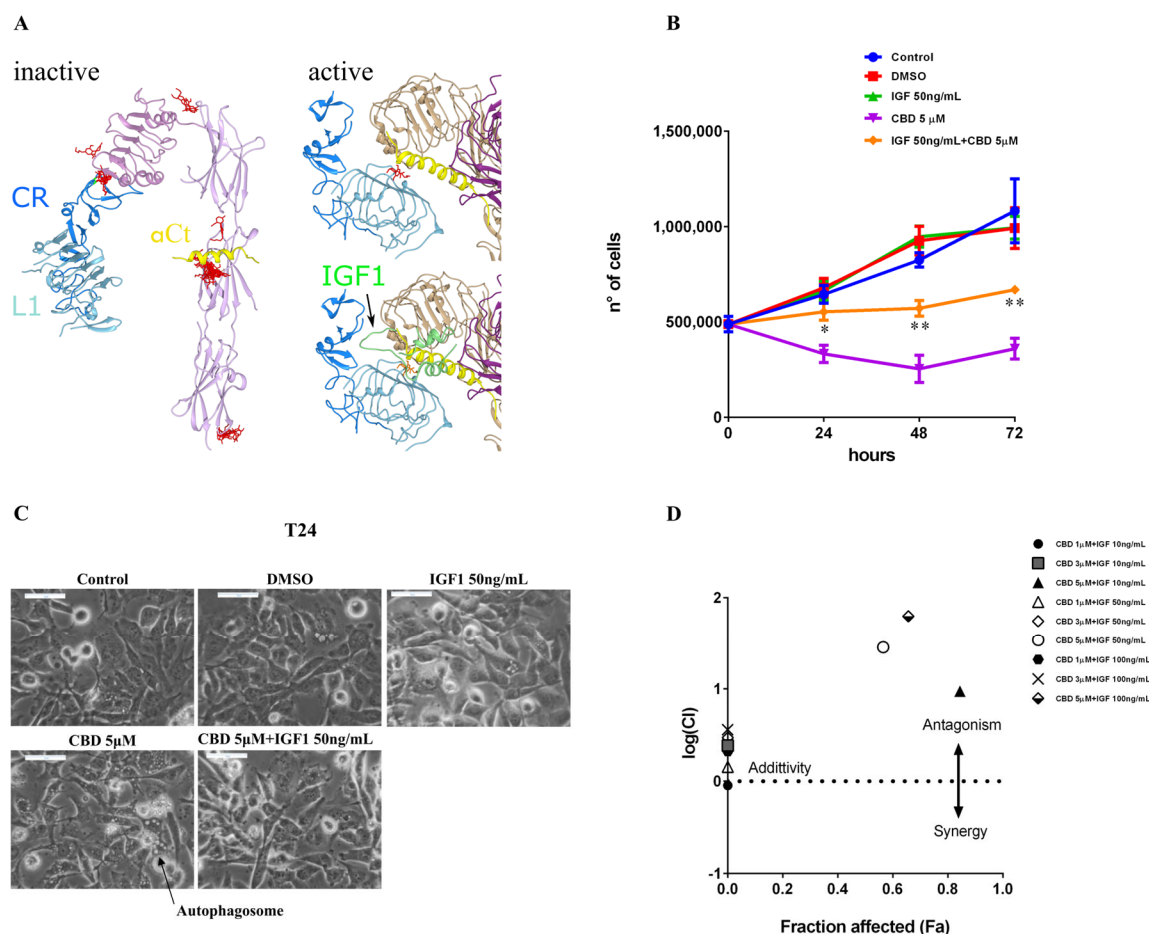 A
inactive
active
CR
αCt
L1
IGF1
B
Control
DMSO
IGF 50ng/mL
CBD 5 μM
IGF 50ng/mL+CBD 5μM
1,500,000
1,000,000
500,000
0
n° of cells
*
**
**
0
24
48
72
hours
C
T24
Control
DMSO
IGF1 50ng/mL
CBD 5μM
CBD 5μM+IGF1 50ng/mL
Autophagosome
D
CBD 1μM+IGF 10ng/mL
CBD 3μM+IGF 10ng/mL
CBD 5μM+IGF 10ng/mL
CBD 1μM+IGF 50ng/mL
CBD 3μM+IGF 50ng/mL
CBD 5μM+IGF 50ng/mL
CBD 1μM+IGF 100ng/mL
CBD 3μM+IGF 100ng/mL
CBD 5μM+IGF 100ng/mL
2
1
0
-1
log(CI)
Antagonism
Addittivity
Synergy
0.0
0.2
0.4
0.6
0.8
1.0
Fraction affected (Fa)